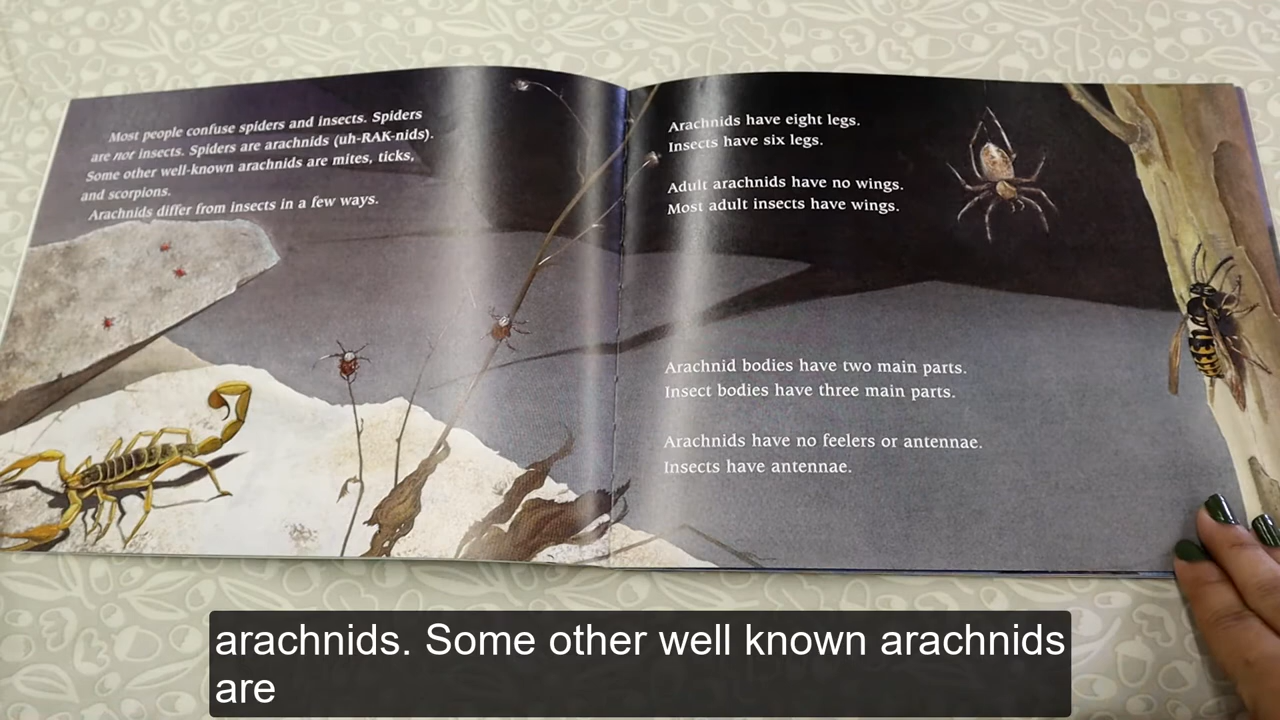 Most people confuse spiders and insects. Spiders
are not insects. Spiders are arachnids (uh-RAK-nids).
Some other well-known arachnids are mites, ticks,
and scorpions.
Arachnids differ from insects in a few ways.
Arachnids have eight legs.
Insects have six legs.
Adult arachnids have no wings.
Most adult insects have wings.
Arachnid bodies have two main parts.
Insect bodies have three main parts.
Arachnids have no feelers or antennae.
Insects have antennae.
arachnids. Some other well known arachnids
are